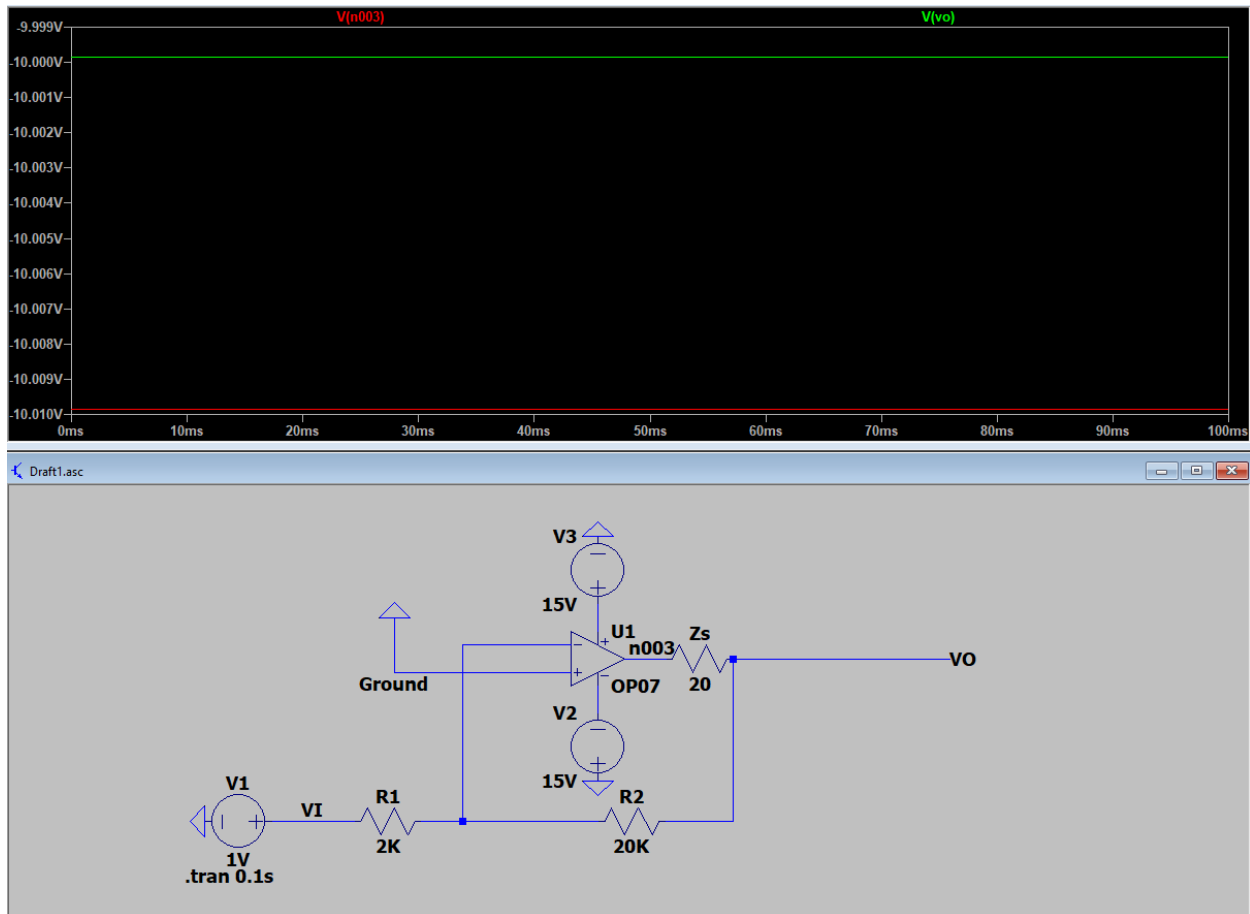 V(n003) V(vo)
-9.999V
-10.000V
-10.001V
-10.002V
-10.003V
-10.004V
-10.005V
-10.006V
-10.007V
-10.008V
-10.009V
-10.010V
0ms 10ms 20ms 30ms 40ms 50ms 60ms 70ms 80ms 90ms 100ms
Draft1.asc
V3
15V
U1
n003
Zs
VO
Ground
OP07
20
V2
15V
V1
VI
R1
R2
2K
20K
1V
.tran 0.1s